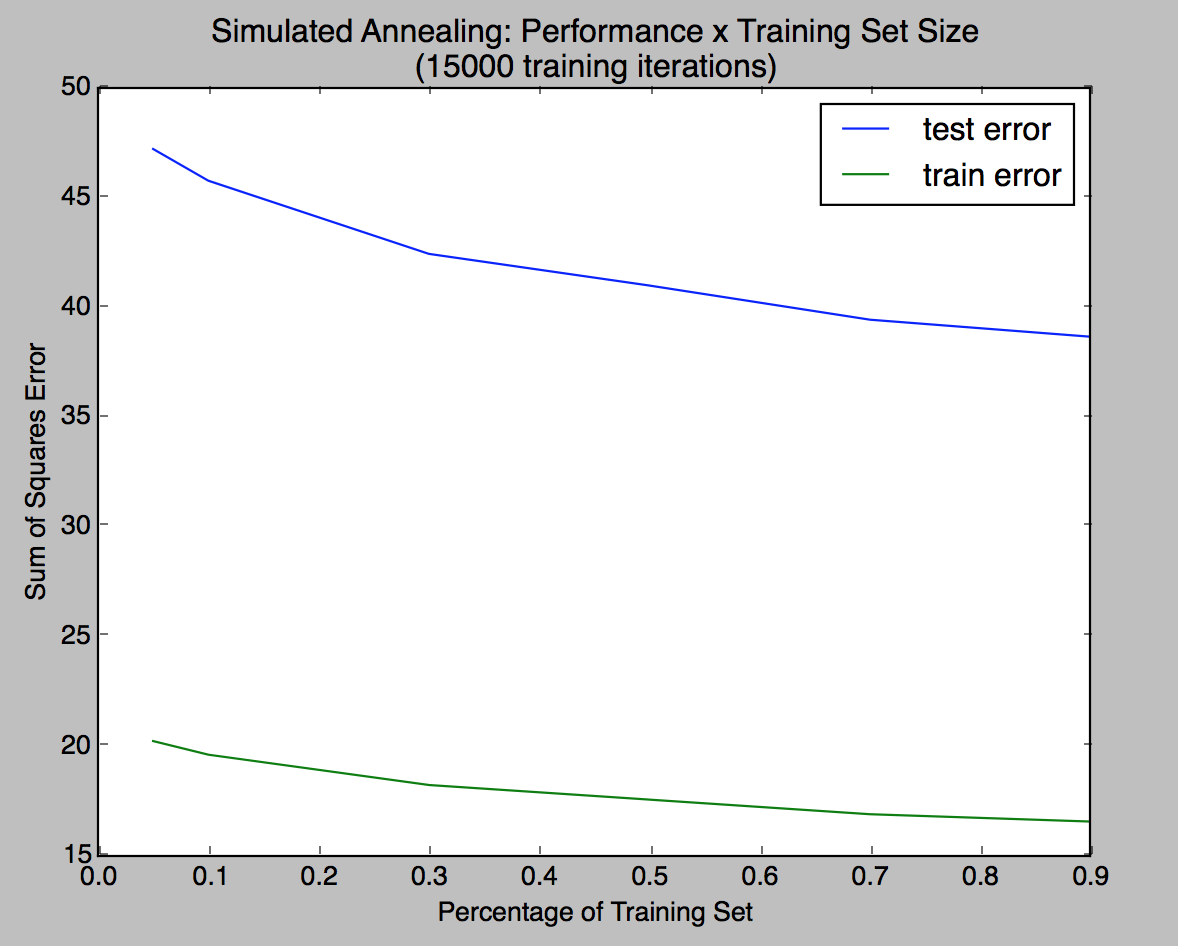 Simulated Annealing: Performance x Training Set Size
(15000 training iterations)
50
45
40
35
30
25
20
15
Sum of Squares Error
test error
train error
0.0 0.1 0.2 0.3 0.4 0.5 0.6 0.7 0.8 0.9
Percentage of Training Set